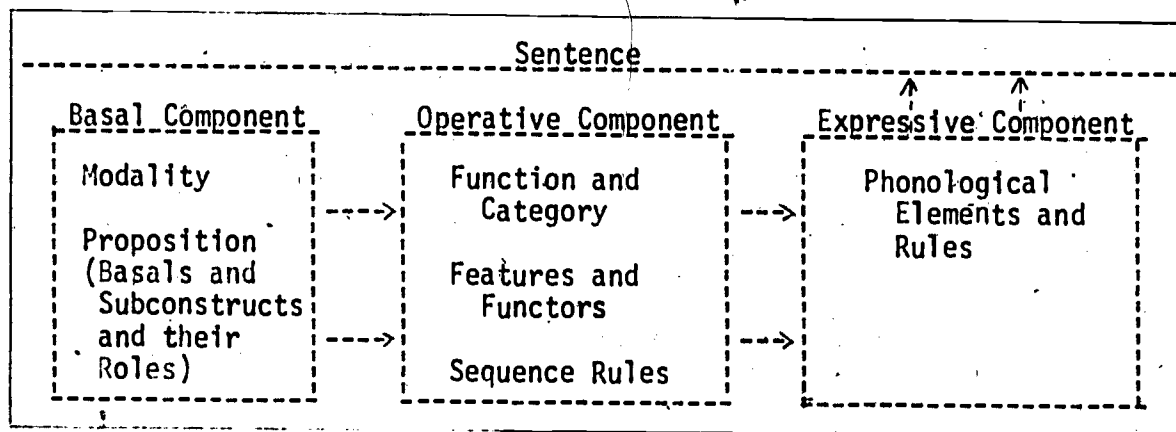 Sentence
Basal Component
Modality
Proposition
(Basals and
Subconstructs
and their
Roles)
Operative Component
Function and
Category
Features and
Functors
Sequence Rules
Expressive Component
Phonological
Elements and
Rules